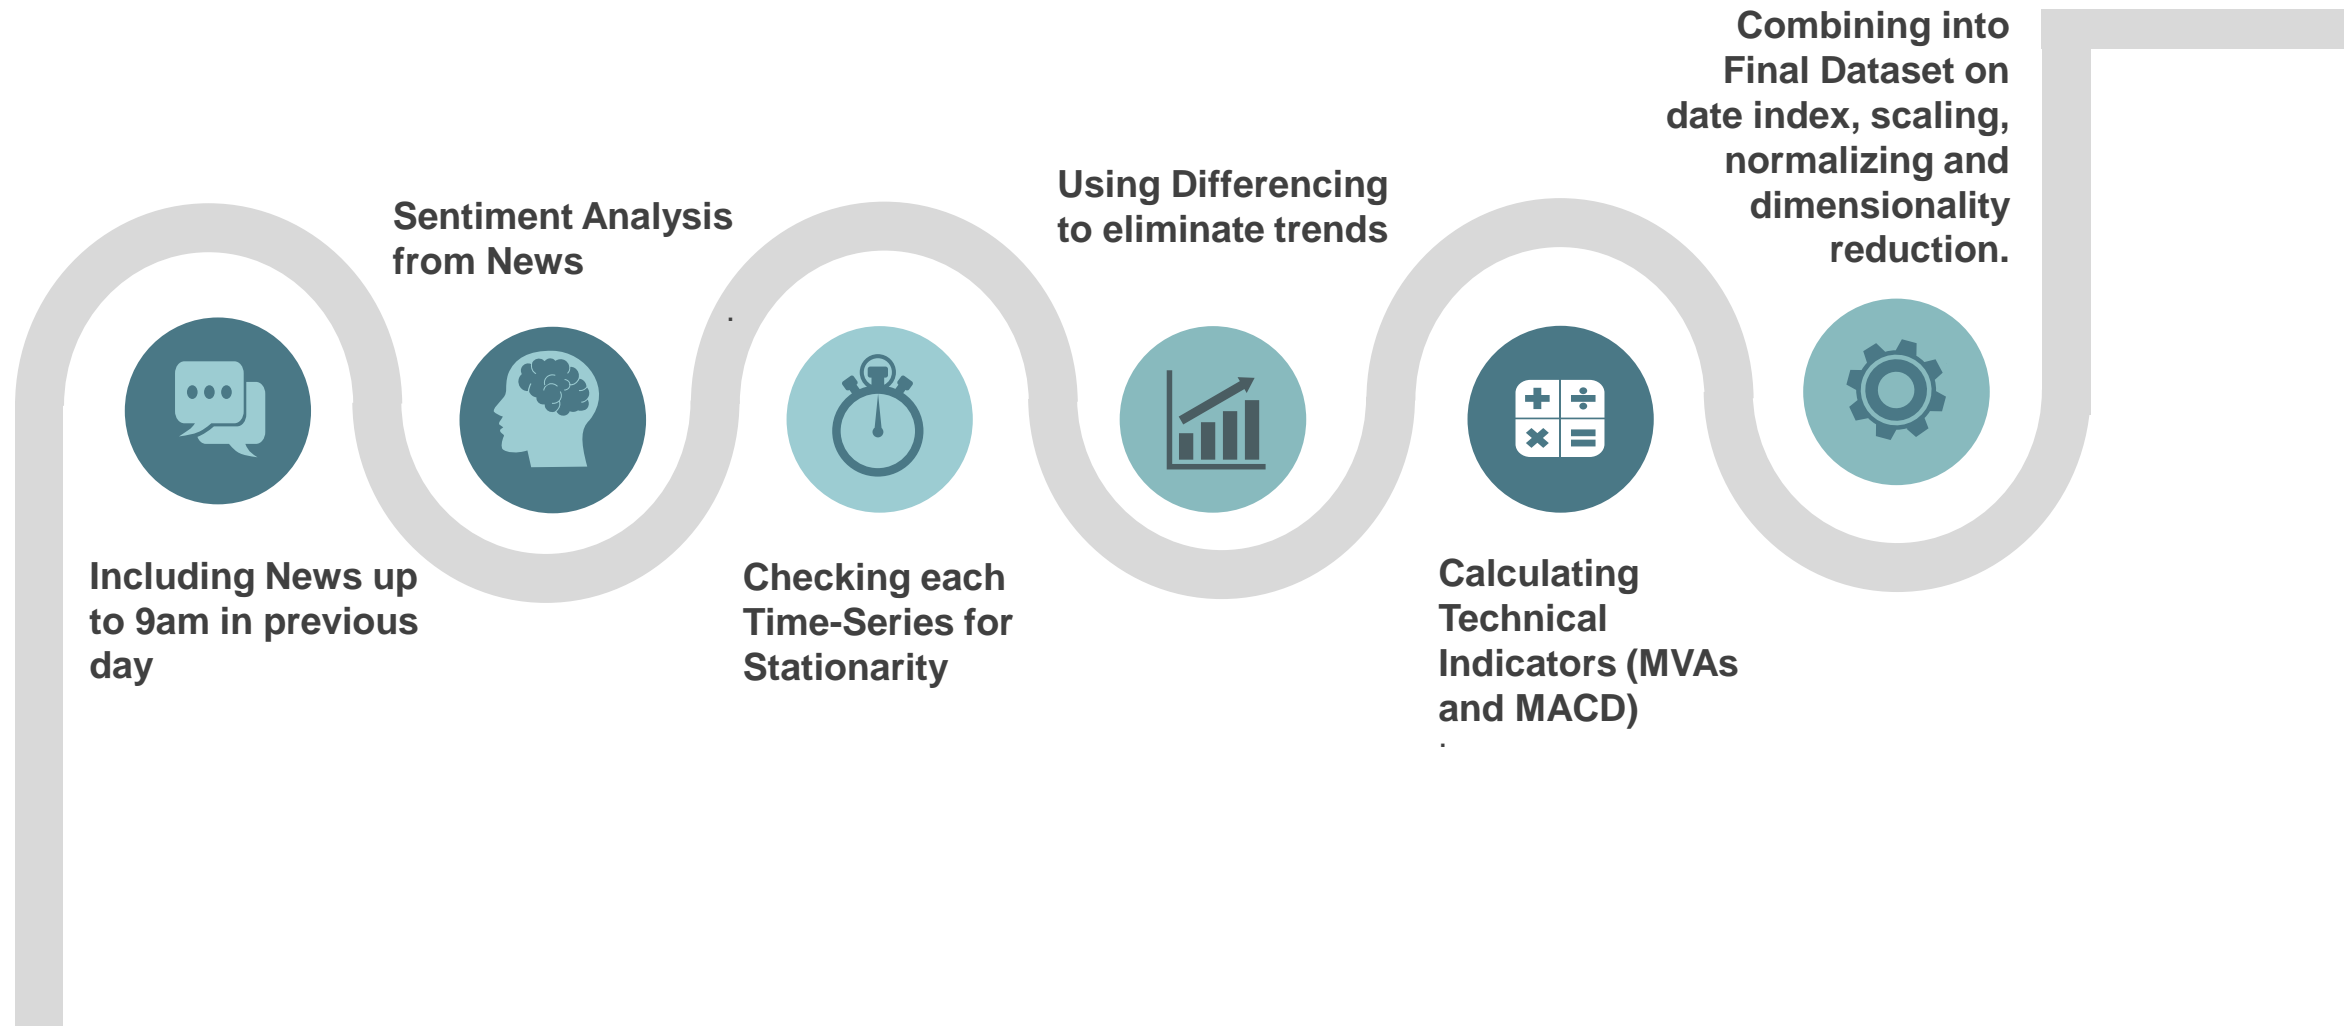 Including News up
to 9am in previous
day
Sentiment Analysis
from News
.
Checking each
Time-Series for
Stationarity
Using Differencing
to eliminate trends
Calculating
Technical
Indicators (MVAs
and MACD)
.
Combining into
Final Dataset on
date index, scaling,
normalizing and
dimensionality
reduction.